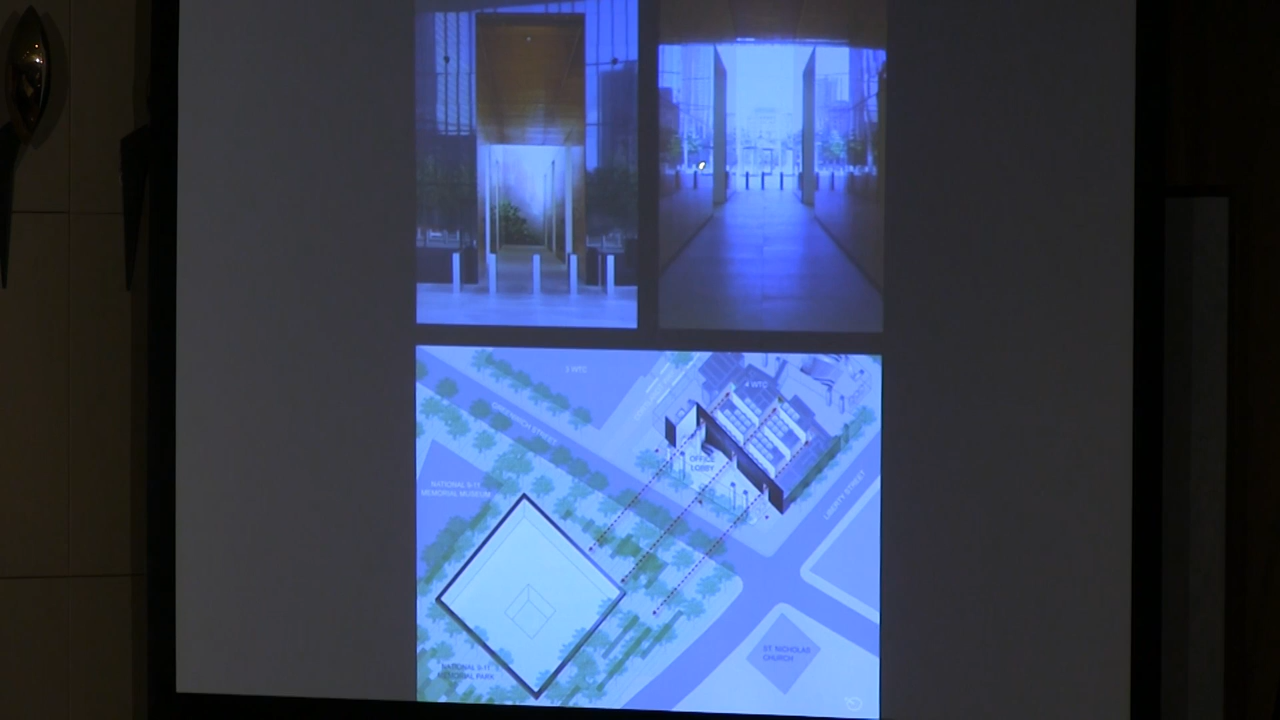 3 WTC
4 WTC
GREENWICH STREET
OFFICE
LOBBY
NATIONAL 9-11
MEMORIAL MUSEUM
LIBERTY STREET
ST. NICHOLAS
CHURCH
NATIONAL 9-11
MEMORIAL PARK